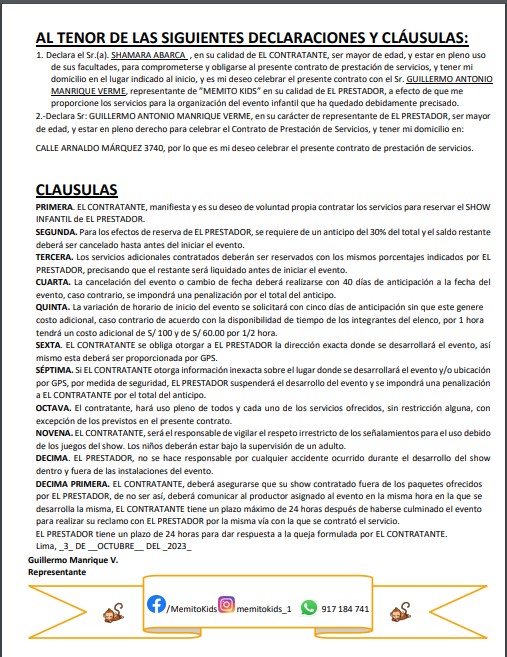 AL TENOR DE LAS SIGUIENTES DECLARACIONES Y CLÁUSULAS:
1. Declara el Sr.(a). SHAMARA ABARCA , en su calidad de EL CONTRATANTE, ser mayor de edad, y estar en pleno uso
de sus facultades, para comprometerse y obligarse al presente contrato de prestación de servicios, y tener mi
domicilio en el lugar indicado al inicio, y es mi deseo celebrar el presente contrato con el Sr. GUILLERMO ANTONIO
MANRIQUE VERME, representante de "MEMITO KIDS" en su calidad de EL PRESTADOR, a efecto de que me
proporcione los servicios para la organización del evento infantil que ha quedado debidamente precisado.
2.-Declara Sr: GUILLERMO ANTONIO MANRIQUE VERME, en su carácter de representante de EL PRESTADOR, ser mayor
de edad, y estar en pleno derecho para celebrar el Contrato de Prestación de Servicios, y tener mi domicilio en:
CALLE ARNALDO MÁRQUEZ 3740, por lo que es mi deseo celebrar el presente contrato de prestación de servicios.
CLAUSULAS
PRIMERA. EL CONTRATANTE, manifiesta y es su deseo de voluntad propia contratar los servicios para reservar el SHOW
INFANTIL de EL PRESTADOR.
SEGUNDA. Para los efectos de reserva de EL PRESTADOR, se requiere de un anticipo del 30% del total y el saldo restante
deberá ser cancelado hasta antes del iniciar el evento.
TERCERA. Los servicios adicionales contratados deberán ser reservados con los mismos porcentajes indicados por EL
PRESTADOR, precisando que el restante será liquidado antes de iniciar el evento.
CUARTA. La cancelación del evento o cambio de fecha deberá realizarse con 40 días de anticipación a la fecha del
evento, caso contrario, se impondrá una penalización por el total del anticipo.
QUINTA. La variación de horario de inicio del evento se solicitará con cinco días de anticipación sin que este genere
costo adicional, caso contrario de acuerdo con la disponibilidad de tiempo de los integrantes del elenco, por 1 hora
tendrá un costo adicional de S/ 100 y de S/ 60.00 por 1/2 hora.
SEXTA. EL CONTRATANTE se obliga otorgar a EL PRESTADOR la dirección exacta donde se desarrollará el evento, así
mismo esta deberá ser proporcionada por GPS.
SÉPTIMA. Si EL CONTRATANTE otorga información inexacta sobre el lugar donde se desarrollará el evento y/o ubicación
por GPS, por medida de seguridad, EL PRESTADOR suspenderá el desarrollo del evento y se impondrá una penalización
a EL CONTRATANTE por el total del anticipo.
OCTAVA. El contratante, hará uso pleno de todos y cada uno de los servicios ofrecidos, sin restricción alguna, con
excepción de los previstos en el presente contrato.
NOVENA. EL CONTRATANTE, será el responsable de vigilar el respeto irrestricto de los señalamientos para el uso debido
de los juegos del show. Los niños deberán estar bajo la supervisión de un adulto.
DECIMA. EL PRESTADOR, no se hace responsable por cualquier accidente ocurrido durante el desarrollo del show
dentro y fuera de las instalaciones del evento.
DECIMA PRIMERA. EL CONTRATANTE, deberá asegurarse que su show contratado fuera de los paquetes ofrecidos
por EL PRESTADOR, de no ser así, deberá comunicar al productor asignado al evento en la misma hora en la que se
desarrolla la misma, EL CONTRATANTE tiene un plazo máximo de 24 horas después de haberse culminado el evento
para realizar su reclamo con EL PRESTADOR por la misma vía con la que se contrató el servicio.
EL PRESTADOR tiene un plazo de 24 horas para dar respuesta a la queja formulada por EL CONTRATANTE.
Lima, _3_ DE __OCTUBRE__ DEL _2023_
Guillermo Manrique V.
Representante
/MemitoKids memitokids_1 917 184 741